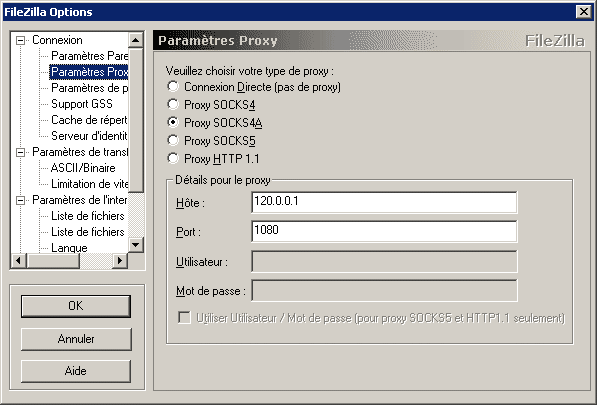 FileZilla Options
Connexion
Paramètres Pare
Paramètres Prox
Paramètres de p
Support GSS
Cache de répert
Serveur d'identit
Paramètres de transf
ASCII/Binaire
Limitation de vite
Paramètres de l'inter
Liste de fichiers
Liste de fichiers
Langue
OK
Annuler
Aide
Paramètres Proxy
FileZilla
Veuillez choisir votre type de proxy :
Connexion Directe (pas de proxy)
Proxy SOCKS4
Proxy SOCKS4A
Proxy SOCKS5
Proxy HTTP 1.1
Détails pour le proxy
Hôte : 120.0.0.1
Port : 1080
Utilisateur :
Mot de passe :
Utiliser Utilisateur / Mot de passe (pour proxy SOCKS5 et HTTP1.1 seulement)